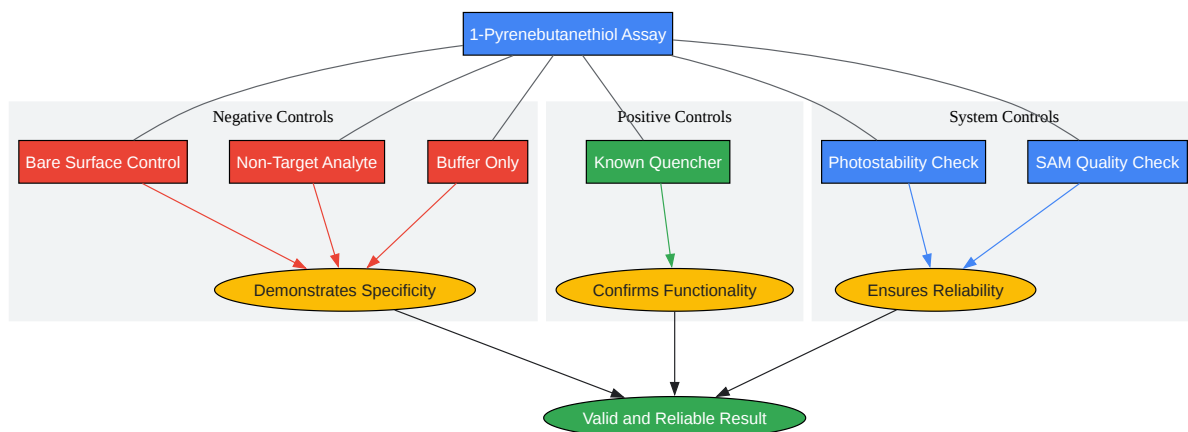 1-Pyrenebutanethiol Assay
Negative Controls
Positive Controls
System Controls
Bare Surface Control
Non-Target Analyte
Buffer Only
Known Quencher
Photostability Check
SAM Quality Check
Demonstrates Specificity
Confirms Functionality
Ensures Reliability
Valid and Reliable Result